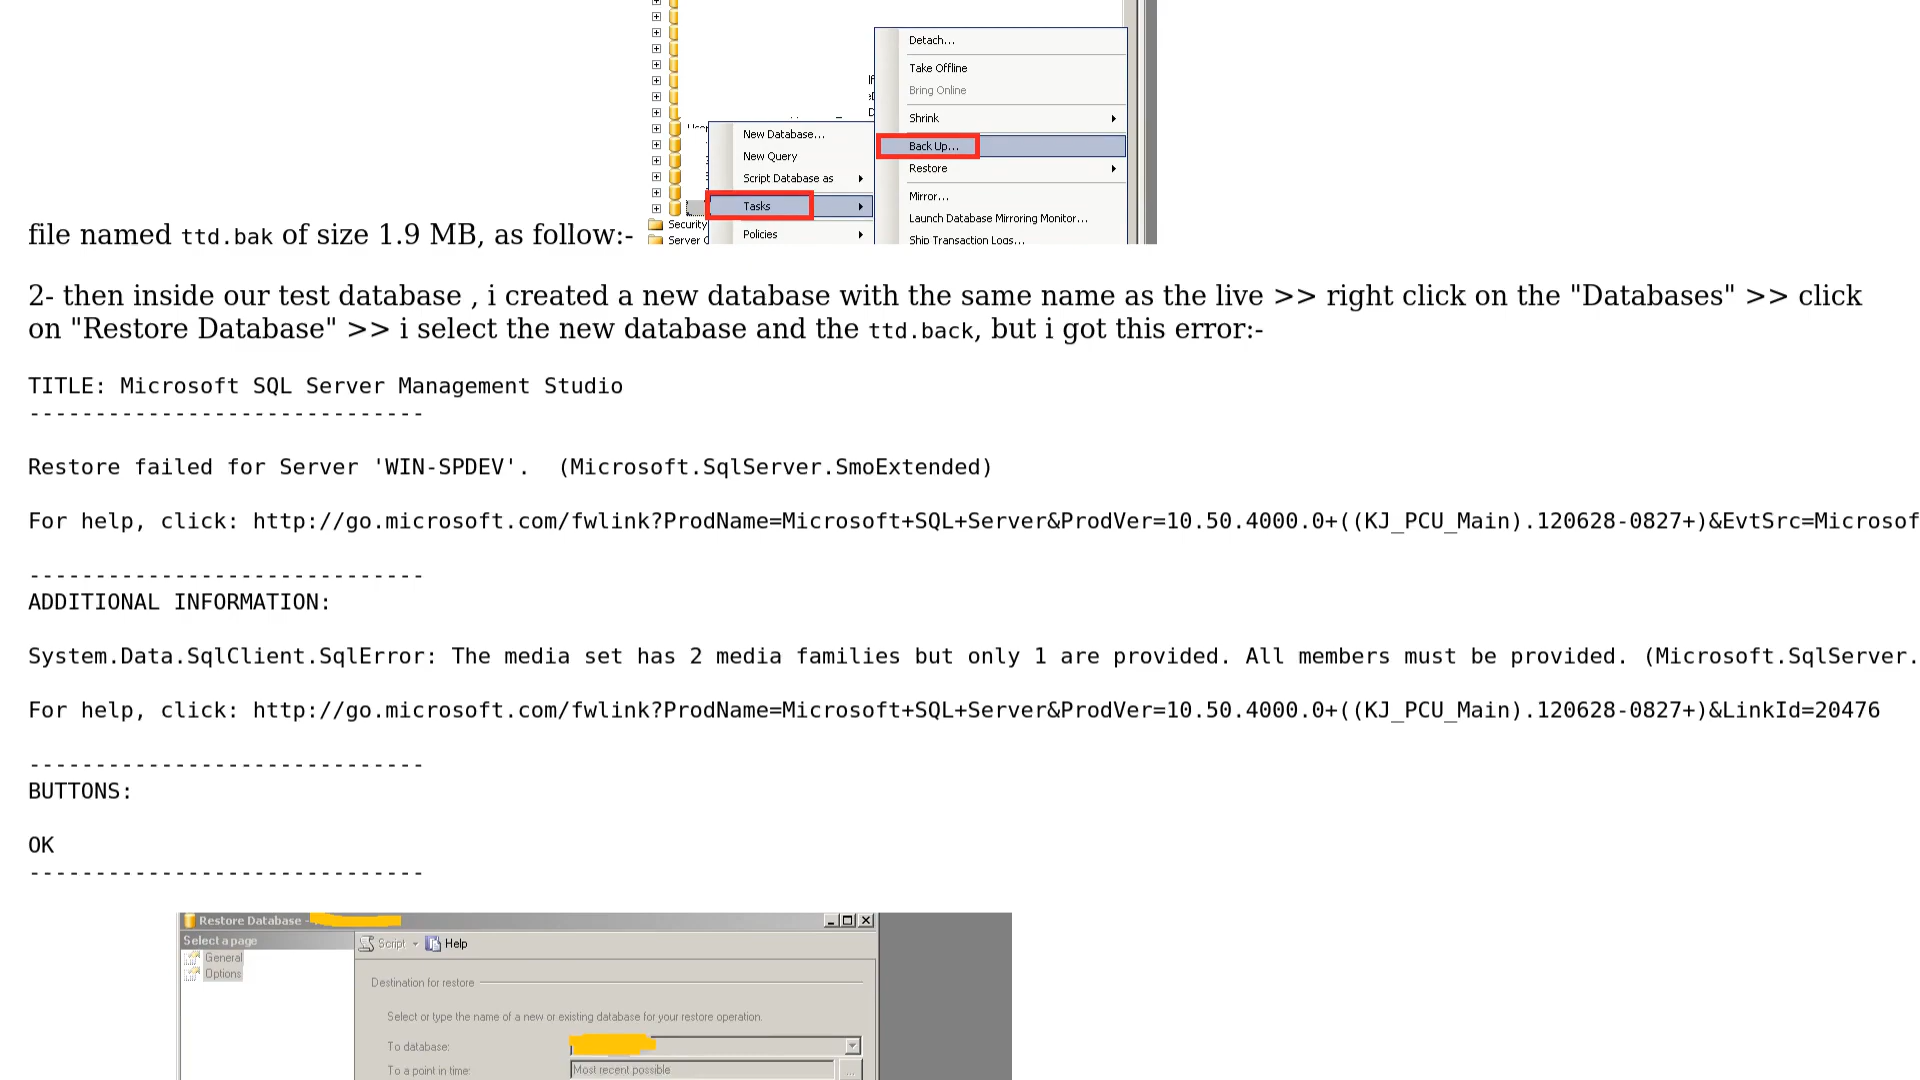 Detach...
Take Offline
Bring Online
Shrink
Back Up...
Restore
Mirror...
Launch Database Mirroring Monitor...
Ship Transaction Logs...
New Database...
New Query
Script Database as
Tasks
Policies
Security
Server
file named ttd.bak of size 1.9 MB, as follow:-
2- then inside our test database , i created a new database with the same name as the live >> right click on the "Databases" >> click
on "Restore Database" >> i select the new database and the ttd.back, but i got this error:-
TITLE: Microsoft SQL Server Management Studio
------------------------------
Restore failed for Server 'WIN-SPDEV'.  (Microsoft.SqlServer.SmoExtended)
For help, click: http://go.microsoft.com/fwlink?ProdName=Microsoft+SQL+Server&ProdVer=10.50.4000.0+((KJ_PCU_Main).120628-0827+)&EvtSrc=Microsof
------------------------------
ADDITIONAL INFORMATION:
System.Data.SqlClient.SqlError: The media set has 2 media families but only 1 are provided. All members must be provided. (Microsoft.SqlServer.
For help, click: http://go.microsoft.com/fwlink?ProdName=Microsoft+SQL+Server&ProdVer=10.50.4000.0+((KJ_PCU_Main).120628-0827+)&LinkId=20476
------------------------------
BUTTONS:
OK
------------------------------
Restore Database -
Select a page
General
Options
Script
Help
Destination for restore
Select or type the name of a new or existing database for your restore operation.
To database:
To a point in time:
Most recent possible
...